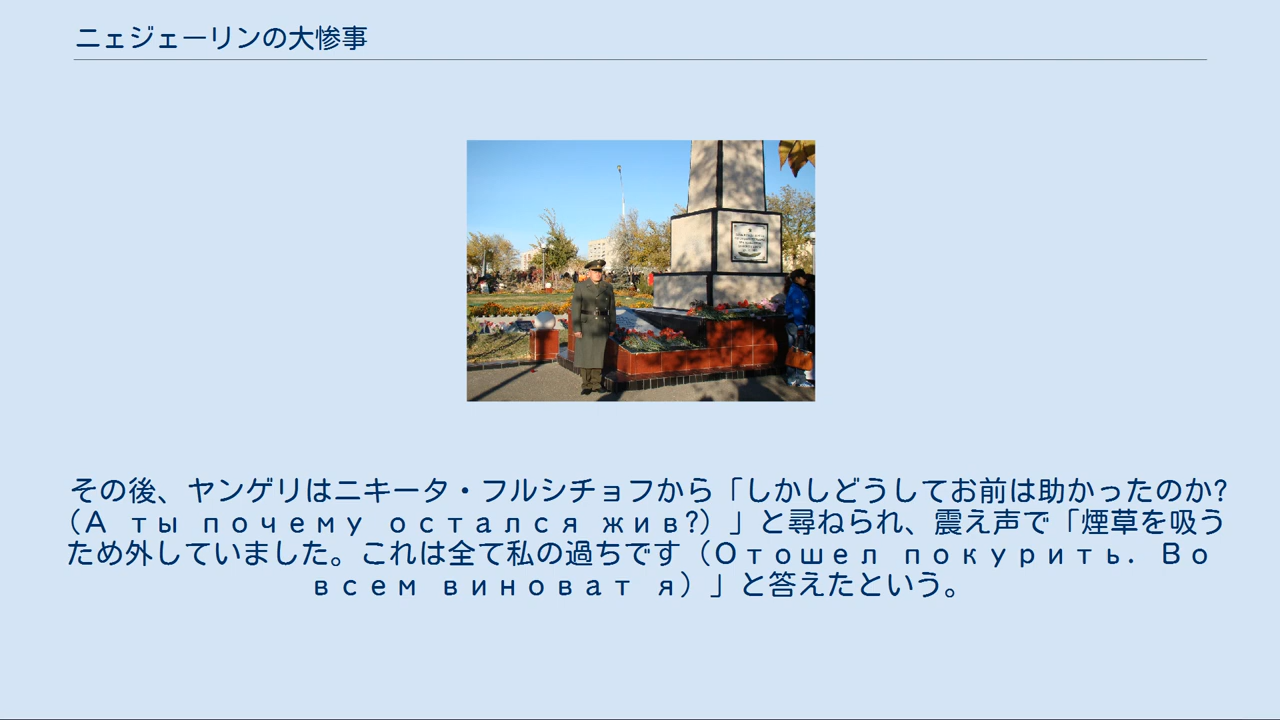 ニェジェーリンの大惨事
その後、ヤンゲリはニキータ・フルシチョフから「しかしどうしてお前は助かったのか?
（А ты почему остался жив?）」と尋ねられ、震え声で「煙草を吸う
ため外していました。これは全て私の過ちです（Отошел покурить. Во
всем виноват я）」と答えたという。